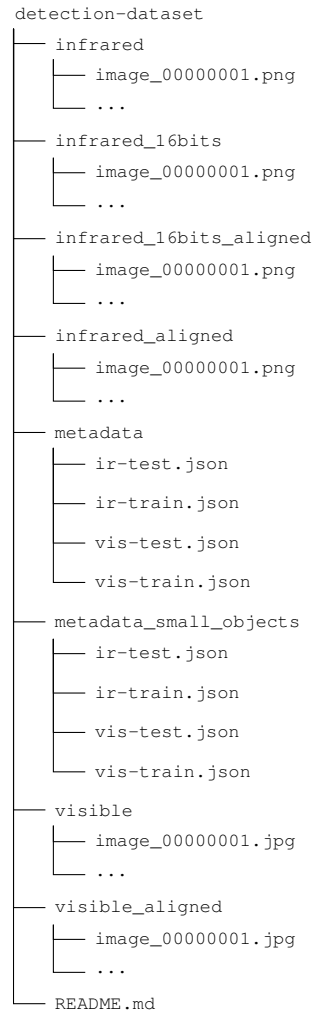 detection-dataset
infrared
image_00000001.png
...
infrared_16bits
image_00000001.png
...
infrared_16bits_aligned
image_00000001.png
...
infrared_aligned
image_00000001.png
...
metadata
ir-test.json
ir-train.json
vis-test.json
vis-train.json
metadata_small_objects
ir-test.json
ir-train.json
vis-test.json
vis-train.json
visible
image_00000001.jpg
...
visible_aligned
image_00000001.jpg
...
README.md